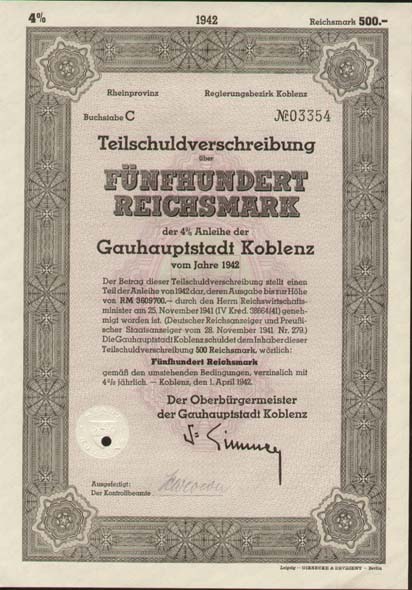 4%
1942
Reichsmark 500.–
Rheinprovinz
Regierungsbezirk Koblenz
Buchstabe C
№ 03354
Teilschuldverschreibung
über
FÜNFHUNDERT
REICHSMARK
der 4% Anleihe der
Gauhauptstadt Koblenz
vom Jahre 1942
Der Betrag dieser Teilschuldverschreibung stellt einen
Teil der Anleihe von 1942 dar, deren Ausgabe bis zur Höhe
von RM 3609700.– durch den Herrn Reichswirtschafts-
minister am 25. November 1941 (IV Kred. 38664/41) geneh-
migt worden ist. (Deutscher Reichsanzeiger und Preußi-
scher Staatsanzeiger vom 28. November 1941 Nr. 279.)
Die Gauhauptstadt Koblenz schuldet dem Inhaber dieser
Teilschuldverschreibung 500 Reichsmark, wörtlich:
Fünfhundert Reichsmark
gemäß den umstehenden Bedingungen, verzinslich mit
4% jährlich. – Koblenz, den 1. April 1942.
Der Oberbürgermeister
der Gauhauptstadt Koblenz
Ausgefertigt:
Der Kontrollbeamte
Leipzig – GIESECKE & DEVRIENT – Berlin